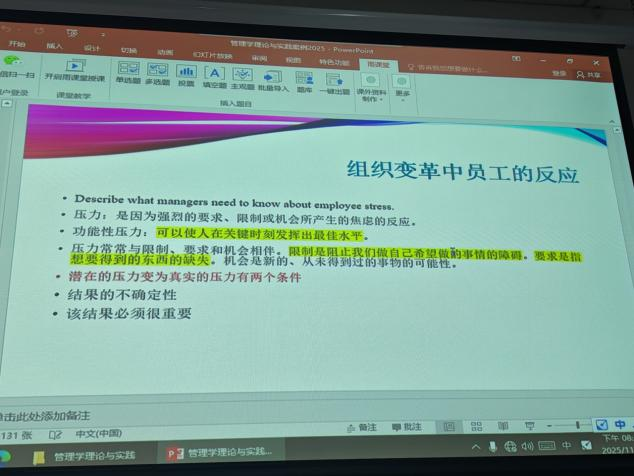 管理学理论与实践案例2025 - PowerPoint
开始 插入 设计 切换 动画 幻灯片放映 审阅 视图 特色功能 雨课堂 告诉我您想要做什么... 登录 共享
信扫一扫 开启雨课堂授课 单选题 多选题 投票 填空题 主观题 批量导入 题库 一键出题 课外资料制作 更多
户登录 课堂教学 插入题目
组织变革中员工的反应
• Describe what managers need to know about employee stress.
• 压力：是因为强烈的要求、限制或机会所产生的焦虑的反应。
• 功能性压力：可以使人在关键时刻发挥出最佳水平。
• 压力常常与限制、要求和机会相伴。限制是阻止我们做自己希望做的事情的障碍。要求是指
想要得到的东西的缺失。机会是新的、从未得到过的事物的可能性。
• 潜在的压力变为真实的压力有两个条件
• 结果的不确定性
• 该结果必须很重要
单击此处添加备注
131 张 中文(中国) 备注 批注
管理学理论与实践 管理学理论与实践... 中 下午 08:
2025/11